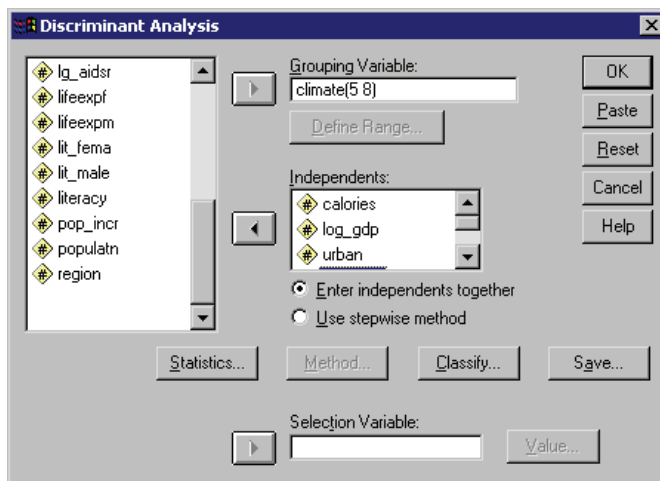 Discriminant Analysis
lg_aidsr
lifeexpf
lifeexpm
lit_fema
lit_male
literacy
pop_incr
populatn
region
Grouping Variable:
climate(5 8)
Define Range...
Independents:
calories
log_gdp
urban
Enter independents together
Use stepwise method
OK
Paste
Reset
Cancel
Help
Statistics...
Method...
Classify...
Save...
Selection Variable:
Value...